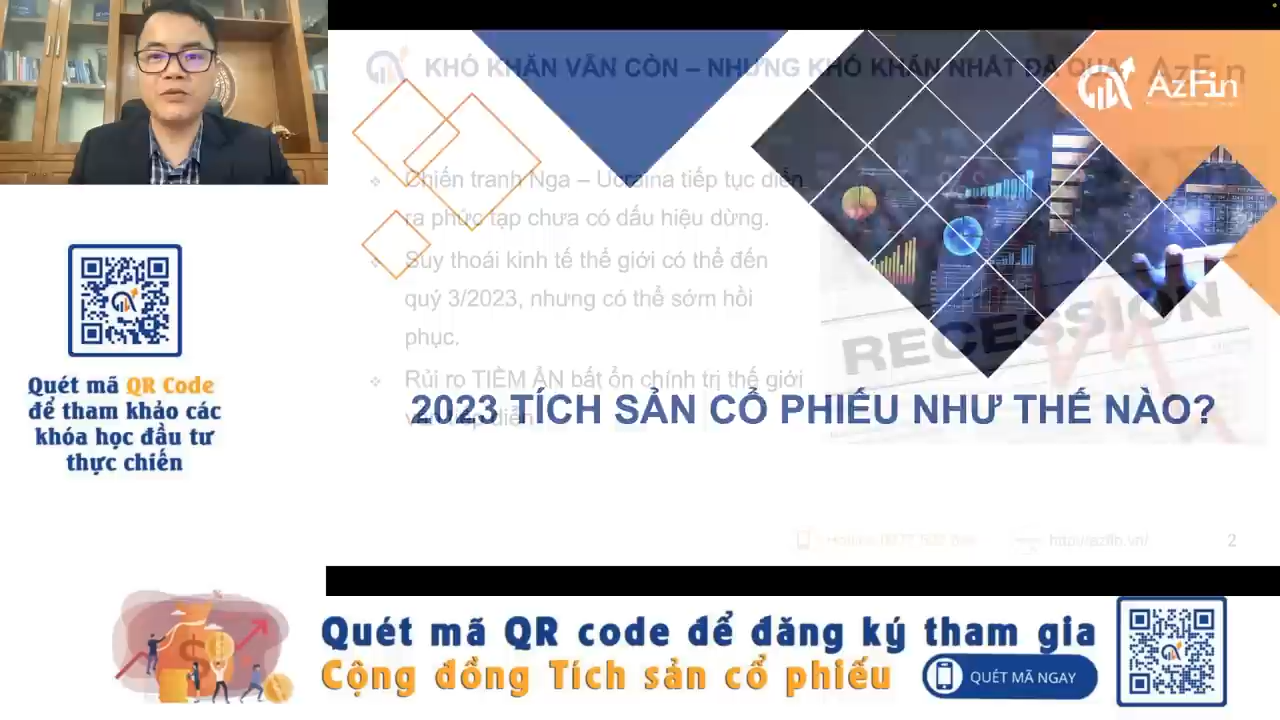 KHÓ KHĂN VẪN CÒN – NHƯNG KHÓ KHĂN NHẤT ĐÃ QUA
AzFin
Chiến tranh Nga – Ucraina tiếp tục diễn
ra phức tạp chưa có dấu hiệu dừng.
Suy thoái kinh tế thế giới có thể đến
quý 3/2023, nhưng có thể sớm hồi
phục.
RECESSION
Rủi ro TIỀM ẨN bất ổn chính trị thế giới
vẫn tiếp diễn
2023 TÍCH SẢN CỔ PHIẾU NHƯ THẾ NÀO?
Quét mã QR Code
để tham khảo các
khóa học đầu tư
thực chiến
2
Quét mã QR code để đăng ký tham gia
Cộng đồng Tích sản cổ phiếu
QUÉT MÃ NGAY